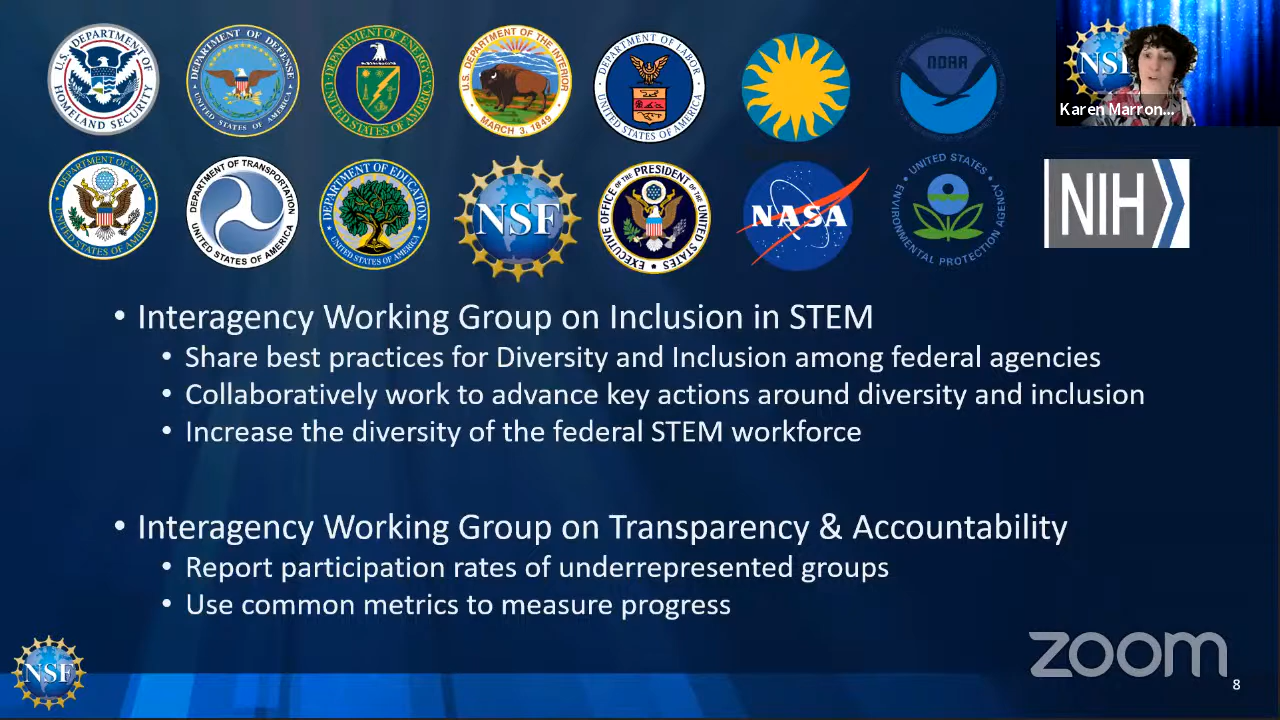 U.S. DEPARTMENT OF HOMELAND SECURITY
DEPARTMENT OF DEFENSE UNITED STATES OF AMERICA
DEPARTMENT OF ENERGY UNITED STATES OF AMERICA
U.S. DEPARTMENT OF THE INTERIOR MARCH 3, 1849
DEPARTMENT OF LABOR UNITED STATES OF AMERICA
NOAA
NSF
Karen Marron...
DEPARTMENT OF STATE UNITED STATES OF AMERICA
DEPARTMENT OF TRANSPORTATION UNITED STATES OF AMERICA
DEPARTMENT OF EDUCATION UNITED STATES OF AMERICA
NSF
EXECUTIVE OFFICE OF THE PRESIDENT OF THE UNITED STATES
NASA
UNITED STATES ENVIRONMENTAL PROTECTION AGENCY
NIH
• Interagency Working Group on Inclusion in STEM
• Share best practices for Diversity and Inclusion among federal agencies
• Collaboratively work to advance key actions around diversity and inclusion
• Increase the diversity of the federal STEM workforce
• Interagency Working Group on Transparency & Accountability
• Report participation rates of underrepresented groups
• Use common metrics to measure progress
NSF
zoom
8